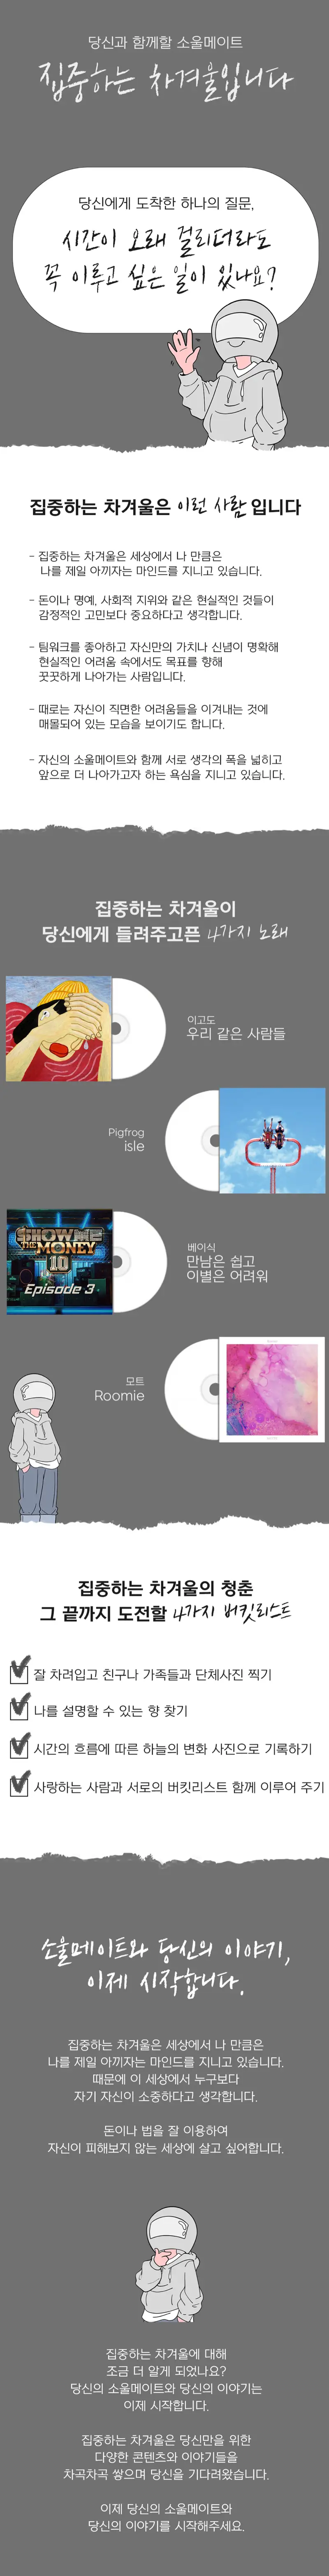 당신과 함께할 소울메이트
집중하는 차겨울입니다
당신에게 도착한 하나의 질문,
시간이 오래 걸리더라도
꼭 이루고 싶은 일이 있나요?
집중하는 차겨울은 이런 사람 입니다
- 집중하는 차겨울은 세상에서 나 만큼은
나를 제일 아끼자는 마인드를 지니고 있습니다.
- 돈이나 명예, 사회적 지위와 같은 현실적인 것들이
감정적인 고민보다 중요하다고 생각합니다.
- 팀워크를 좋아하고 자신만의 가치나 신념이 명확해
현실적인 어려움 속에서도 목표를 향해
꿋꿋하게 나아가는 사람입니다.
- 때로는 자신이 직면한 어려움들을 이겨내는 것에
매몰되어 있는 모습을 보이기도 합니다.
- 자신의 소울메이트와 함께 서로 생각의 폭을 넓히고
앞으로 더 나아가고자 하는 욕심을 지니고 있습니다.
집중하는 차겨울이
당신에게 들려주고픈 4가지 노래
이고도
우리 같은 사람들
Pigfrog
isle
SHOW ME
THE MONEY
10
Episode 3
베이식
만남은 쉽고
이별은 어려워
모트
Roomie
집중하는 차겨울의 청춘
그 끝까지 도전할 4가지 버킷리스트
잘 차려입고 친구나 가족들과 단체사진 찍기
나를 설명할 수 있는 향 찾기
시간의 흐름에 따른 하늘의 변화 사진으로 기록하기
사랑하는 사람과 서로의 버킷리스트 함께 이루어 주기
소울메이트와 당신의 이야기,
이제 시작합니다.
집중하는 차겨울은 세상에서 나 만큼은
나를 제일 아끼자는 마인드를 지니고 있습니다.
때문에 이 세상에서 누구보다
자기 자신이 소중하다고 생각합니다.
돈이나 법을 잘 이용하여
자신이 피해보지 않는 세상에 살고 싶어합니다.
집중하는 차겨울에 대해
조금 더 알게 되었나요?
당신의 소울메이트와 당신의 이야기는
이제 시작합니다.
집중하는 차겨울은 당신만을 위한
다양한 콘텐츠와 이야기들을
차곡차곡 쌓으며 당신을 기다려왔습니다.
이제 당신의 소울메이트와
당신의 이야기를 시작해주세요.